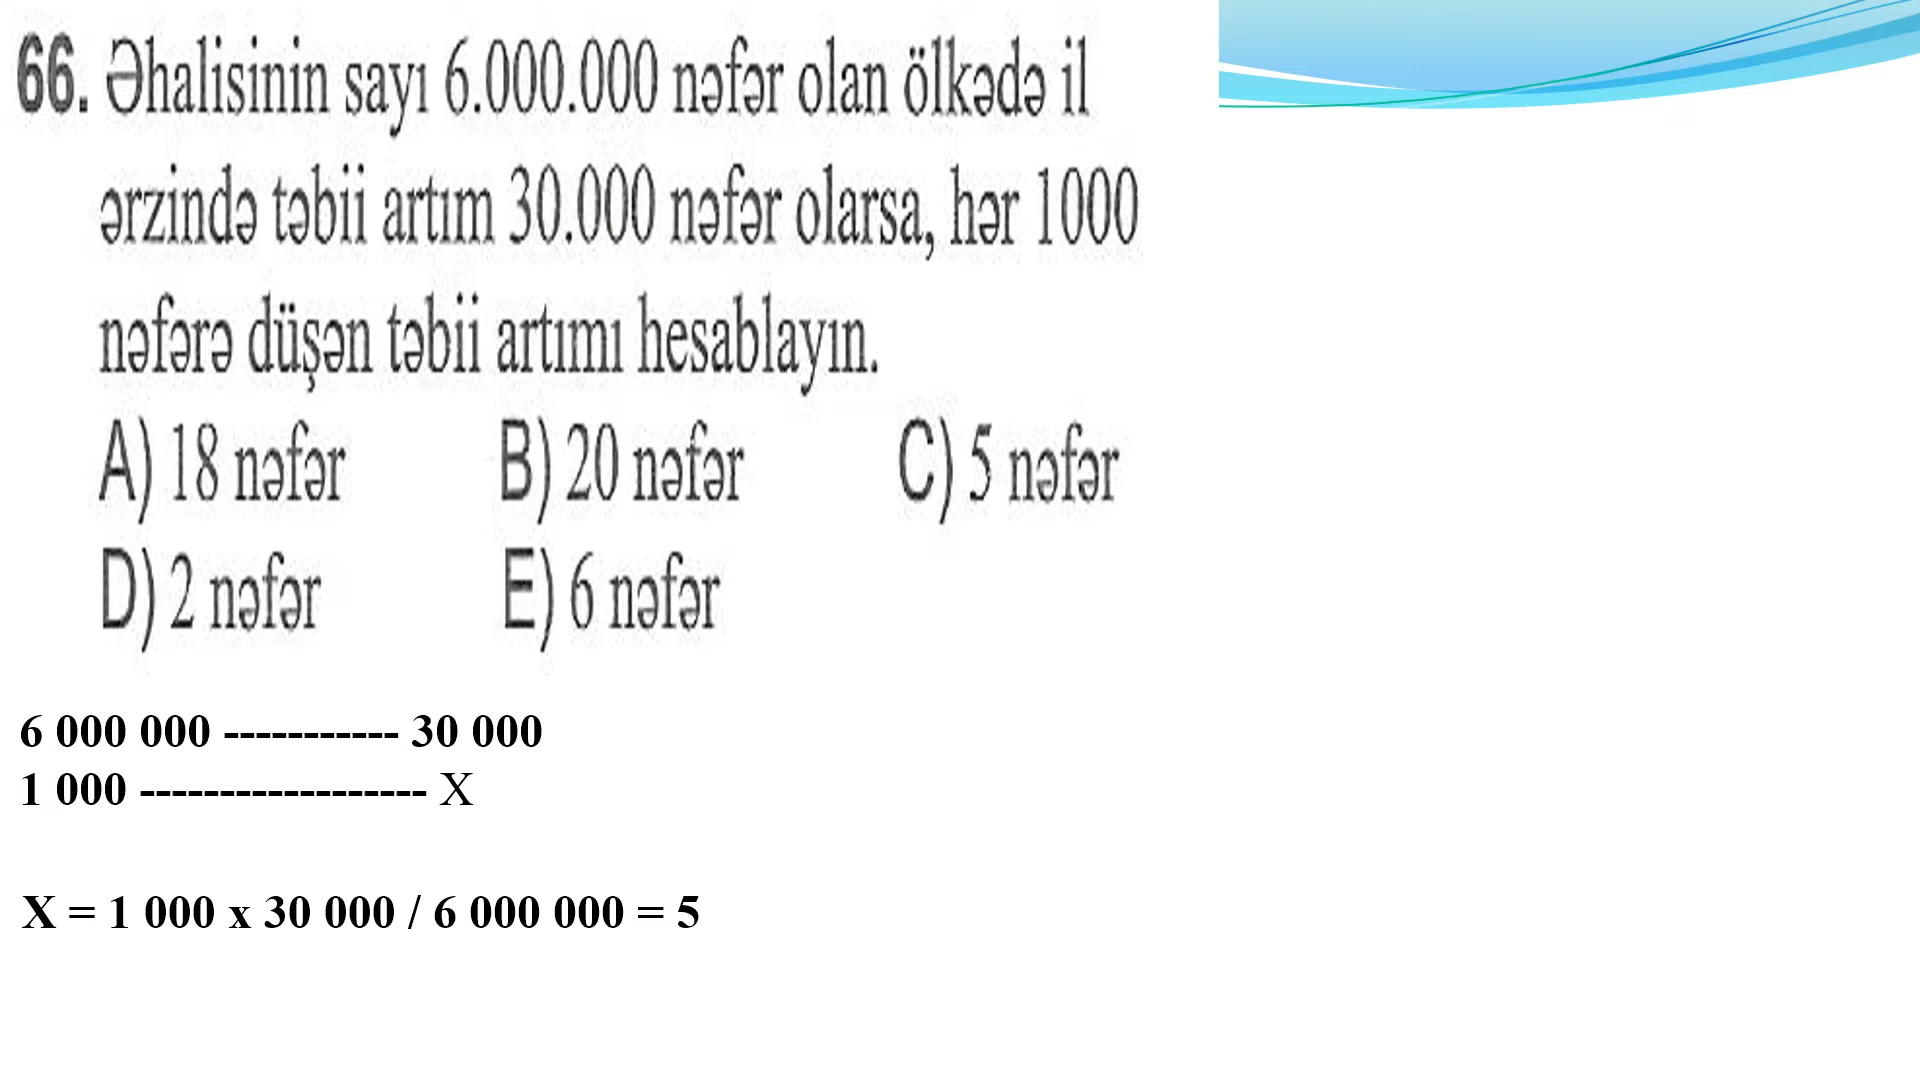 66. Əhalisinin sayı 6.000.000 nəfər olan ölkədə il
ərzində təbii artım 30.000 nəfər olarsa, hər 1000
nəfərə düşən təbii artımı hesablayın.
A) 18 nəfər B) 20 nəfər C) 5 nəfər
D) 2 nəfər E) 6 nəfər
6 000 000 ----------- 30 000
1 000 ------------------ X
X = 1 000 x 30 000 / 6 000 000 = 5